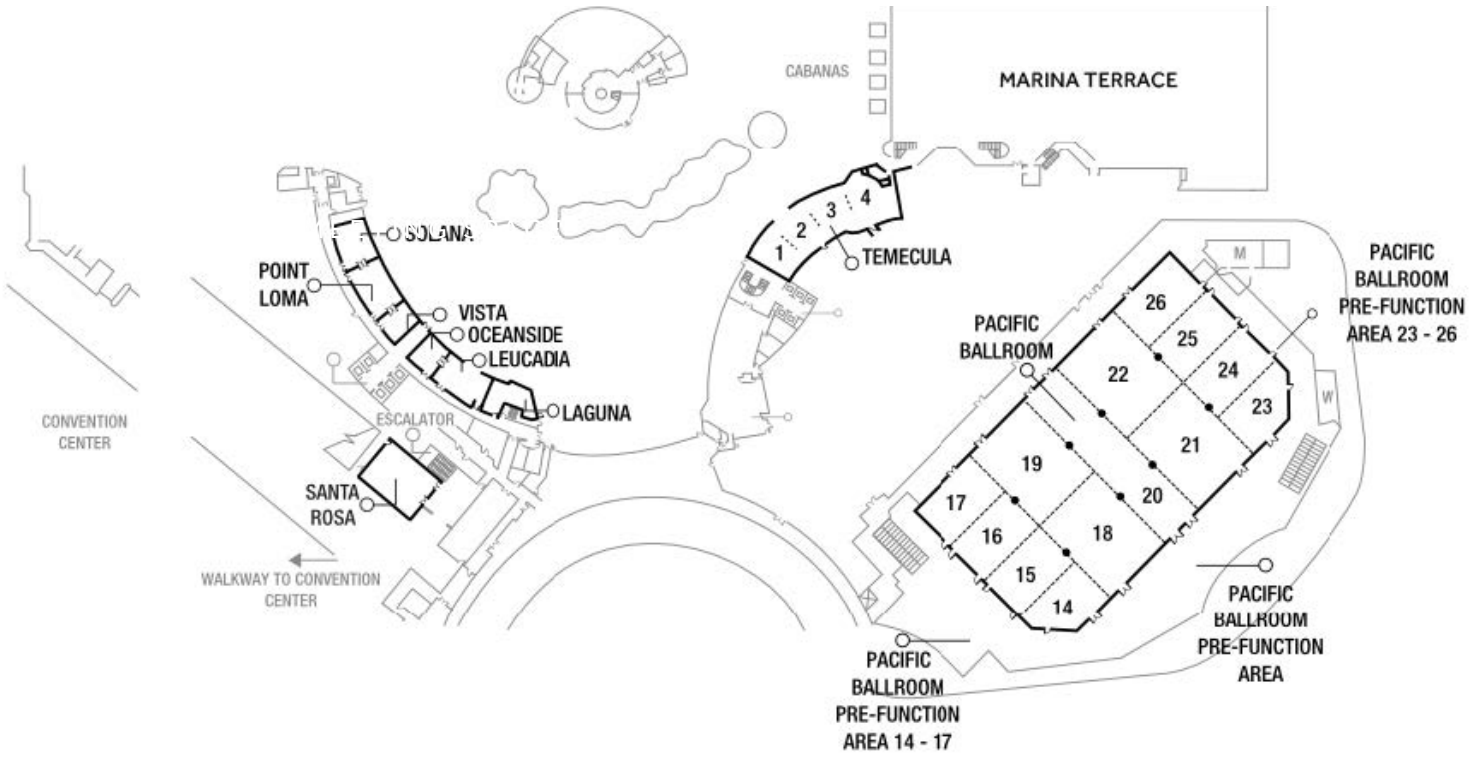 CABANAS
MARINA TERRACE
4
3
2
1
SOLANA
TEMECULA
POINT
LOMA
VISTA
OCEANSIDE
LEUCADIA
LAGUNA
M
PACIFIC
BALLROOM
PRE-FUNCTION
AREA 23 - 26
PACIFIC
BALLROOM
26
25
24
23
22
21
20
19
18
17
16
15
14
W
CONVENTION
CENTER
ESCALATOR
SANTA
ROSA
WALKWAY TO CONVENTION
CENTER
PACIFIC
BALLROOM
PRE-FUNCTION
AREA
PACIFIC
BALLROOM
PRE-FUNCTION
AREA 14 - 17